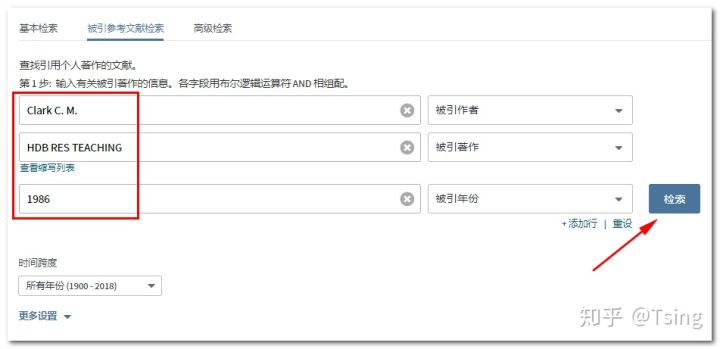 基本检索 被引参考文献检索 高级检索
查找引用个人著作的文献。
第 1 步: 输入有关被引著作的信息。各字段用布尔逻辑运算符 AND 相组配。
Clark C. M. 被引作者
HDB RES TEACHING 被引著作
查看缩写列表
1986 被引年份 检索
+ 添加行 | 重设
时间跨度
所有年份 (1900 - 2018)
更多设置
知乎 @Tsing